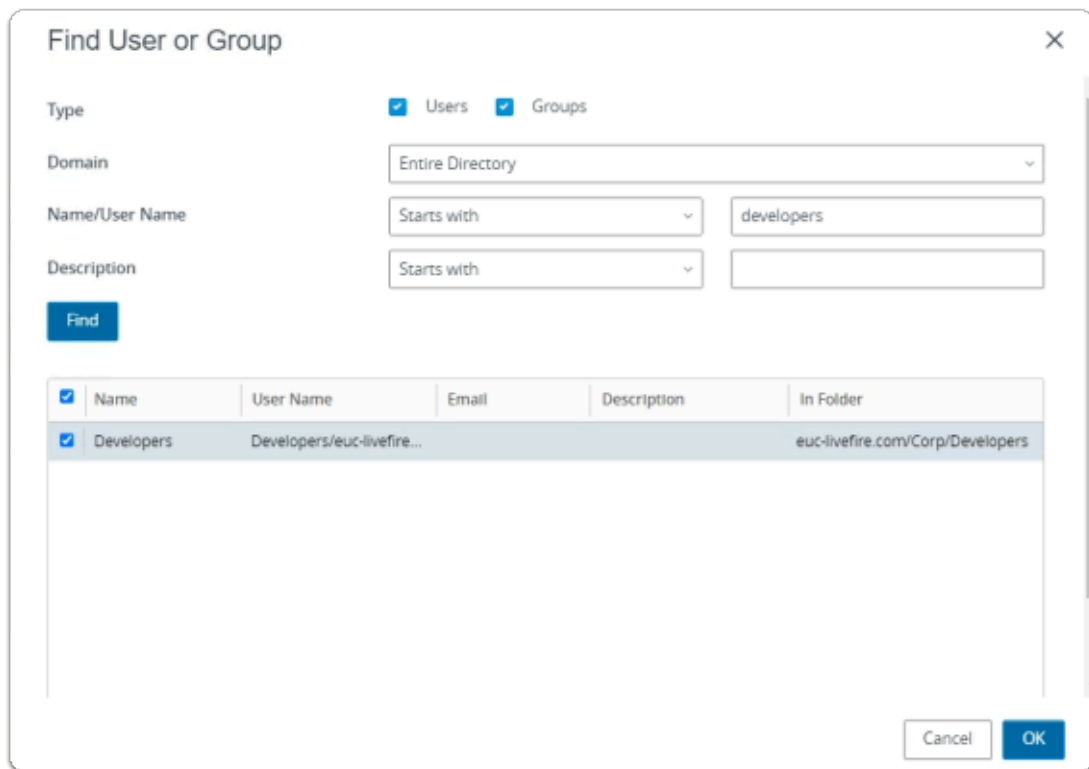 Find User or Group
Type Users Groups
Domain Entire Directory
Name/User Name Starts with developers
Description Starts with
Find
Name User Name Email Description In Folder
Developers Developers/euc-livefire... euc-livefire.com/Corp/Developers
Cancel OK